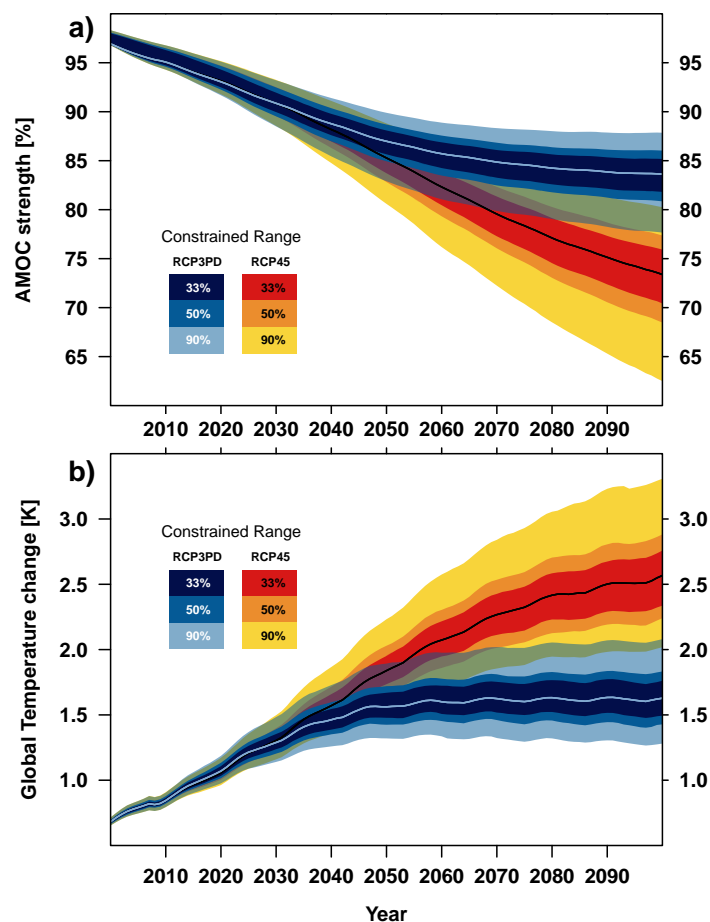 a)
AMOC strength [%]
95
90
85
80
75
70
65
95
90
85
80
75
70
65
Constrained Range
RCP3PD RCP45
33% 33%
50% 50%
90% 90%
2010 2020 2030 2040 2050 2060 2070 2080 2090
b)
Global Temperature change [K]
3.0
2.5
2.0
1.5
1.0
3.0
2.5
2.0
1.5
1.0
Constrained Range
RCP3PD RCP45
33% 33%
50% 50%
90% 90%
2010 2020 2030 2040 2050 2060 2070 2080 2090
Year